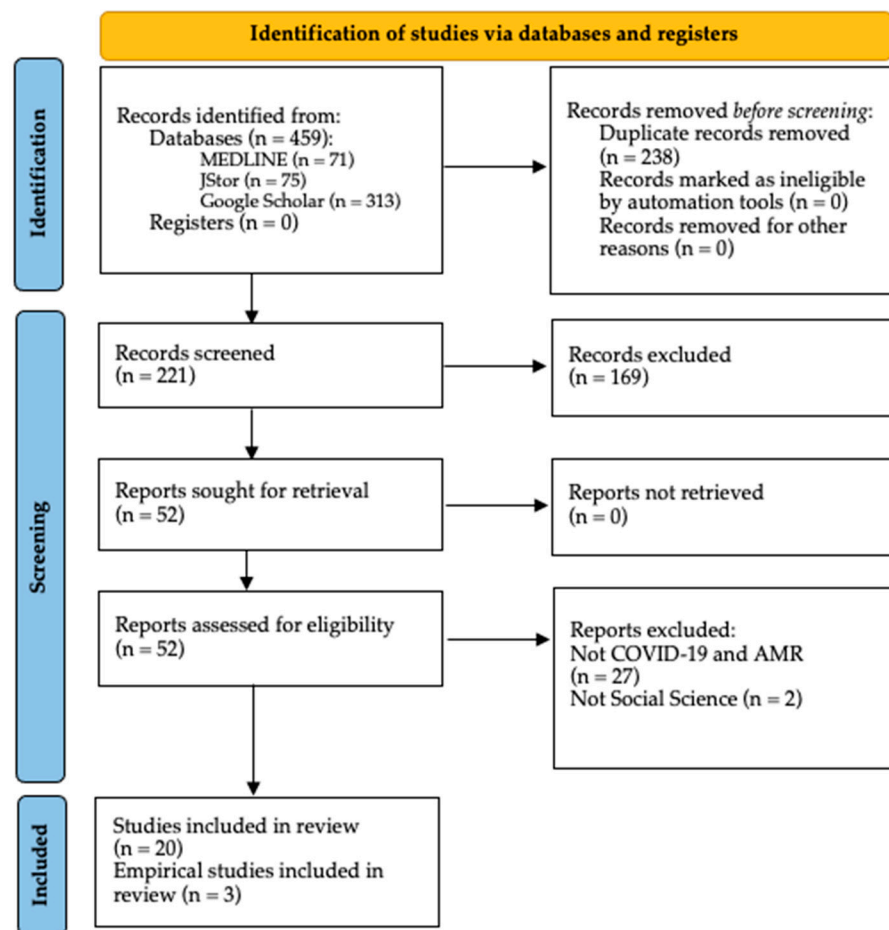 Identification of studies via databases and registers
Identification
Records identified from:
Databases (n = 459):
MEDLINE (n = 71)
JStor (n = 75)
Google Scholar (n = 313)
Registers (n = 0)
Records removed before screening:
Duplicate records removed
(n = 238)
Records marked as ineligible
by automation tools (n = 0)
Records removed for other
reasons (n = 0)
Screening
Records screened
(n = 221)
Records excluded
(n = 169)
Reports sought for retrieval
(n = 52)
Reports not retrieved
(n = 0)
Reports assessed for eligibility
(n = 52)
Reports excluded:
Not COVID-19 and AMR
(n = 27)
Not Social Science (n = 2)
Included
Studies included in review
(n = 20)
Empirical studies included in
review (n = 3)